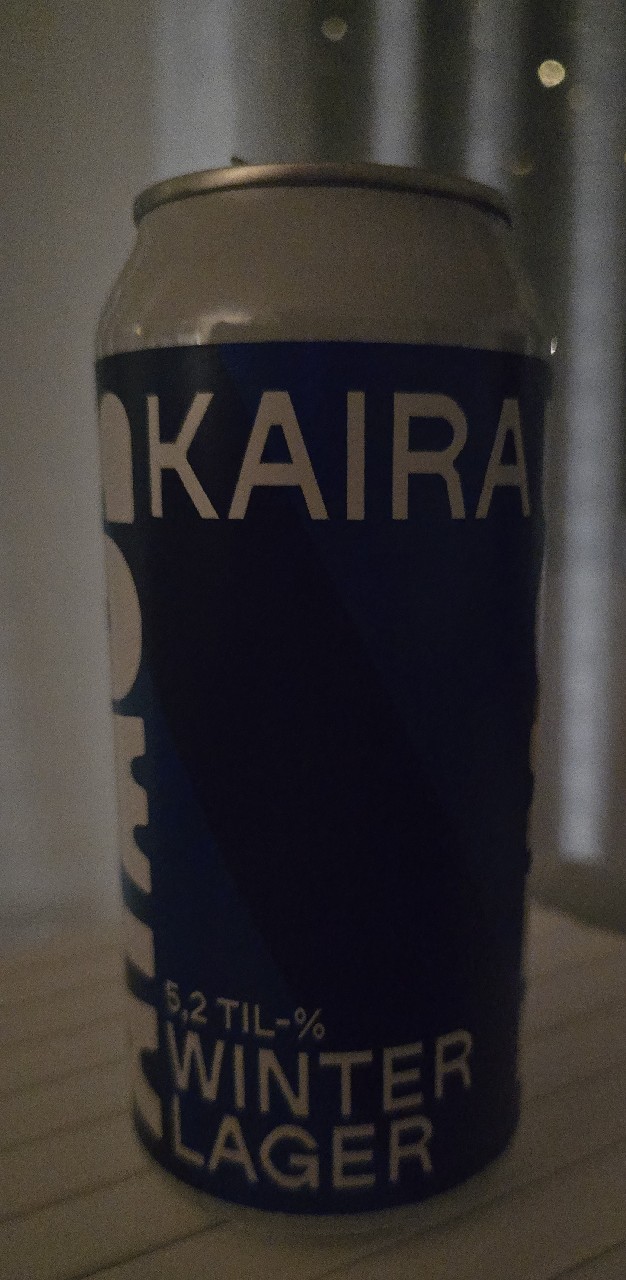 KAIRA
5,2 TIL-%
WINTER
LAGER